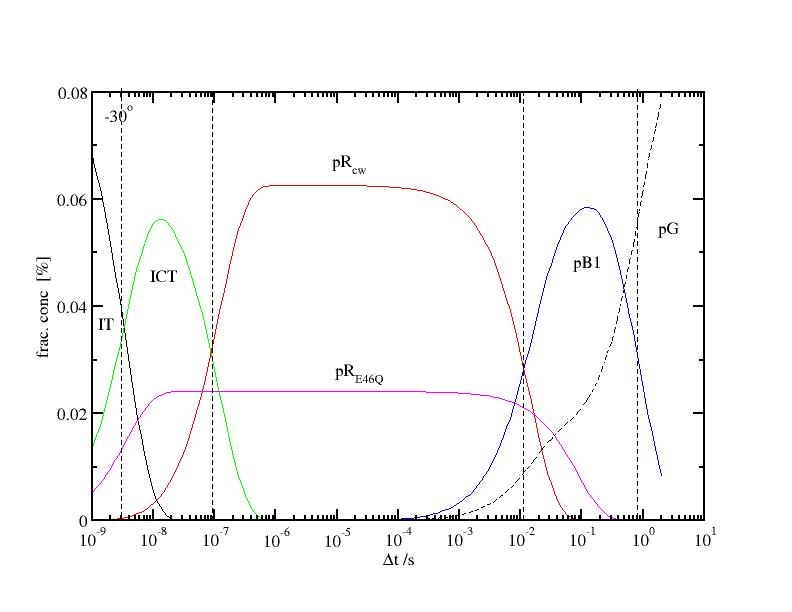 0.08
-30°
pR_cw
0.06
pG
pB1
ICT
frac. conc [%]
0.04
IT
pR_E46Q
0.02
0
10^-9 10^-8 10^-7 10^-6 10^-5 10^-4 10^-3 10^-2 10^-1 10^0 10^1
Δt /s